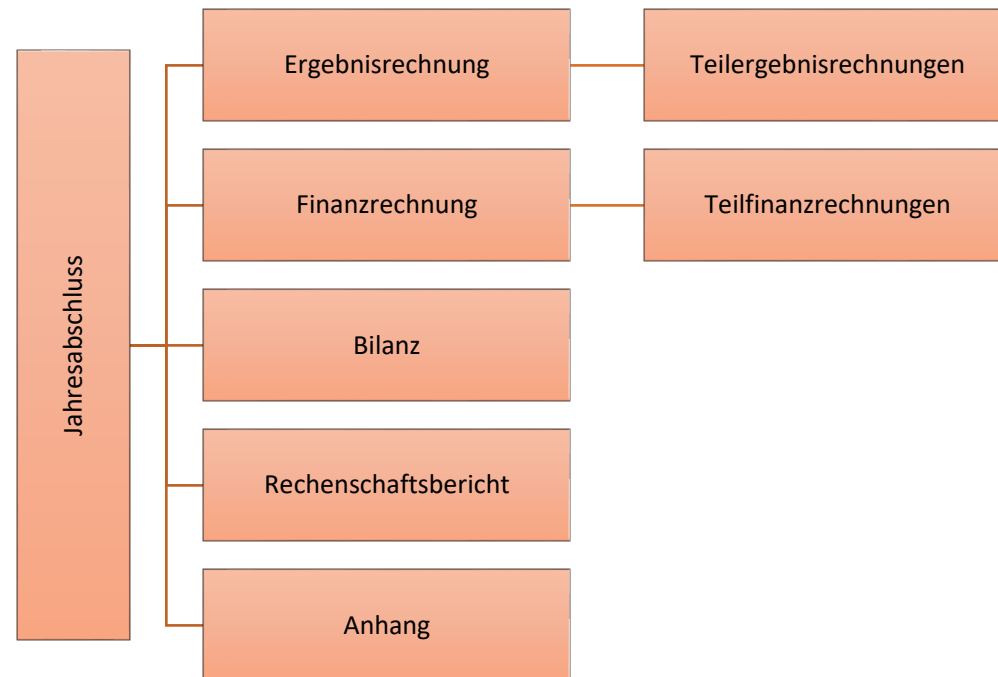 Jahresabschluss
Ergebnisrechnung
Teilergebnisrechnungen
Finanzrechnung
Teilfinanzrechnungen
Bilanz
Rechenschaftsbericht
Anhang